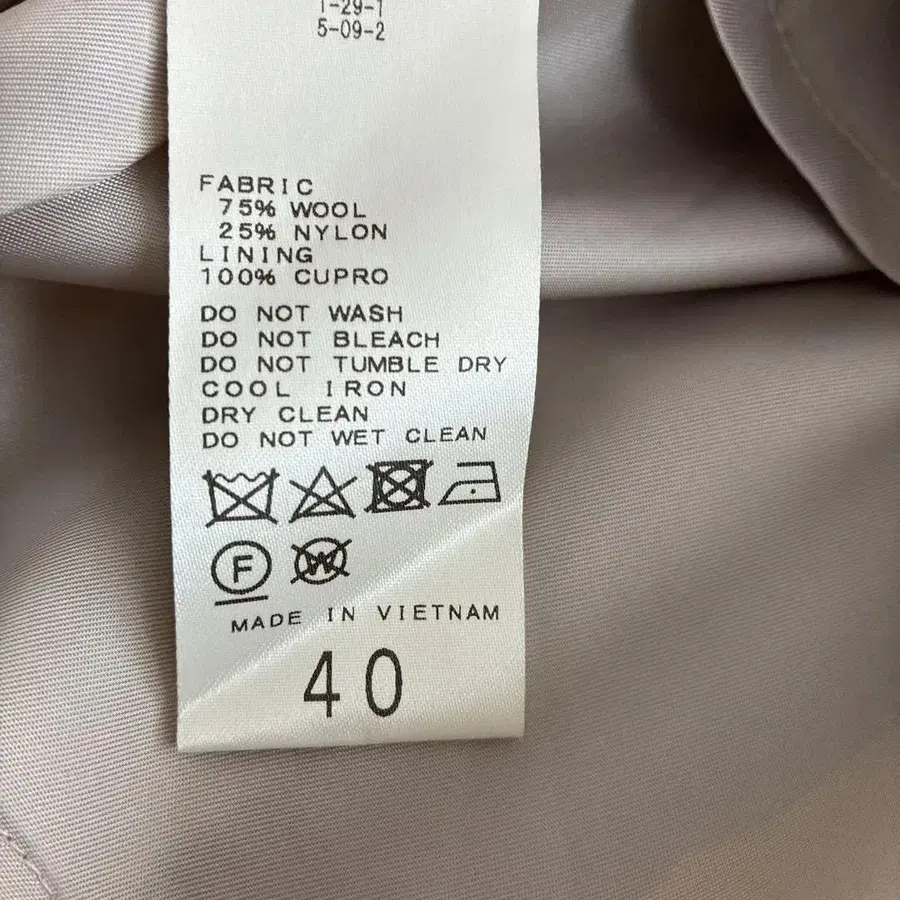 1-29-1
5-09-2
FABRIC
75% WOOL
25% NYLON
LINING
100% CUPRO
DO NOT WASH
DO NOT BLEACH
DO NOT TUMBLE DRY
COOL IRON
DRY CLEAN
DO NOT WET CLEAN
F W
MADE IN VIETNAM
40